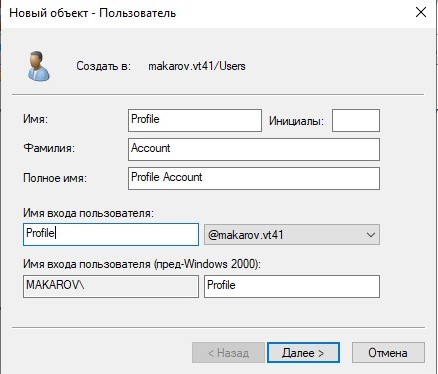 Новый объект - Пользователь
Создать в: makarov.vt41/Users
Имя: Profile Инициалы:
Фамилия: Account
Полное имя: Profile Account
Имя входа пользователя:
Profile @makarov.vt41
Имя входа пользователя (пред-Windows 2000):
MAKAROV\ Profile
< Назад Далее > Отмена